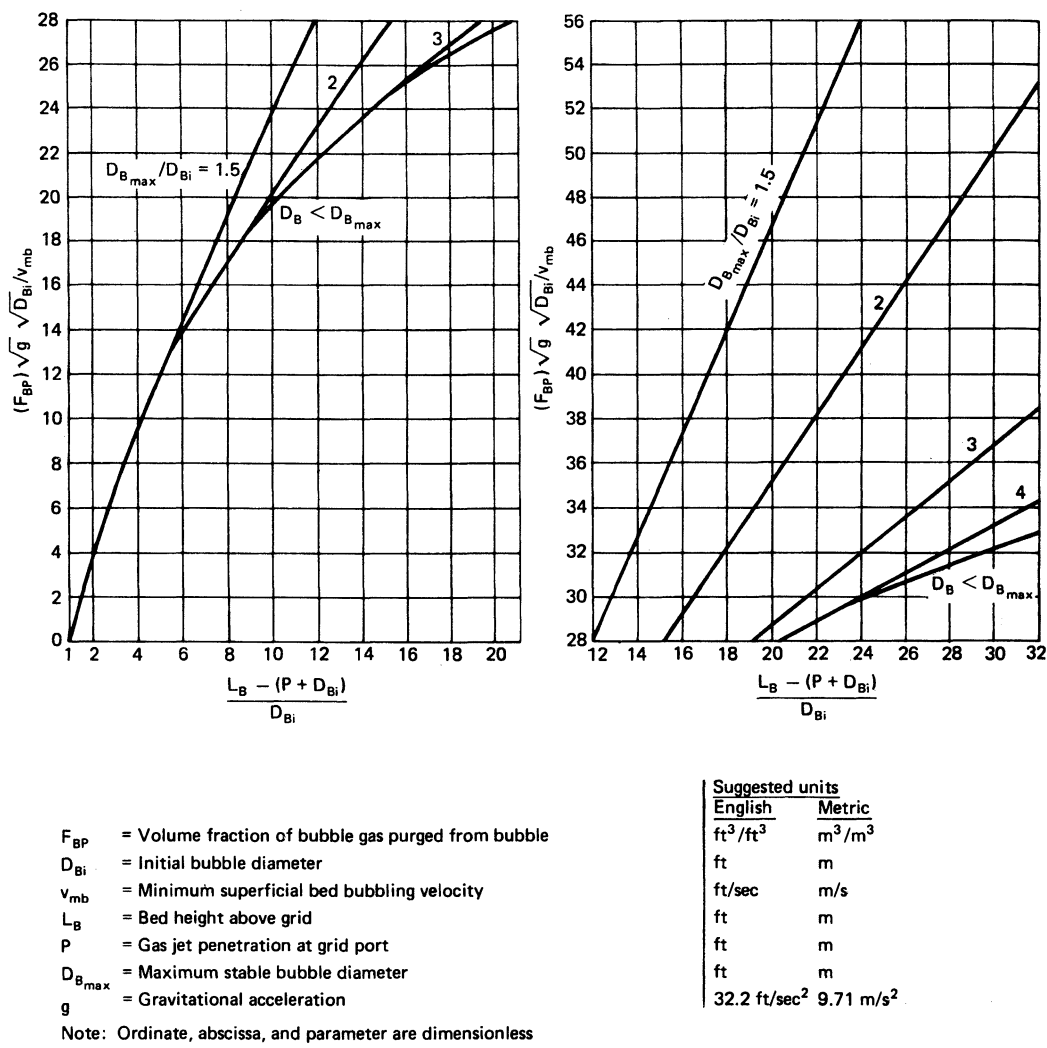 28
26
24
22
20
18
16
14
12
10
8
6
4
2
0
(F_BP) √g √D_Bi/v_mb
D_Bmax/D_Bi = 1.5
2
3
D_B < D_Bmax
1 2 4 6 8 10 12 14 16 18 20
L_B − (P + D_Bi)
D_Bi
56
54
52
50
48
46
44
42
40
38
36
34
32
30
28
(F_BP) √g √D_Bi/v_mb
D_Bmax/D_Bi = 1.5
2
3
4
D_B < D_Bmax
12 14 16 18 20 22 24 26 28 30 32
L_B − (P + D_Bi)
D_Bi
Suggested units
English Metric
F_BP = Volume fraction of bubble gas purged from bubble ft³/ft³ m³/m³
D_Bi = Initial bubble diameter ft m
v_mb = Minimum superficial bed bubbling velocity ft/sec m/s
L_B = Bed height above grid ft m
P = Gas jet penetration at grid port ft m
D_Bmax = Maximum stable bubble diameter ft m
g = Gravitational acceleration 32.2 ft/sec² 9.71 m/s²
Note: Ordinate, abscissa, and parameter are dimensionless